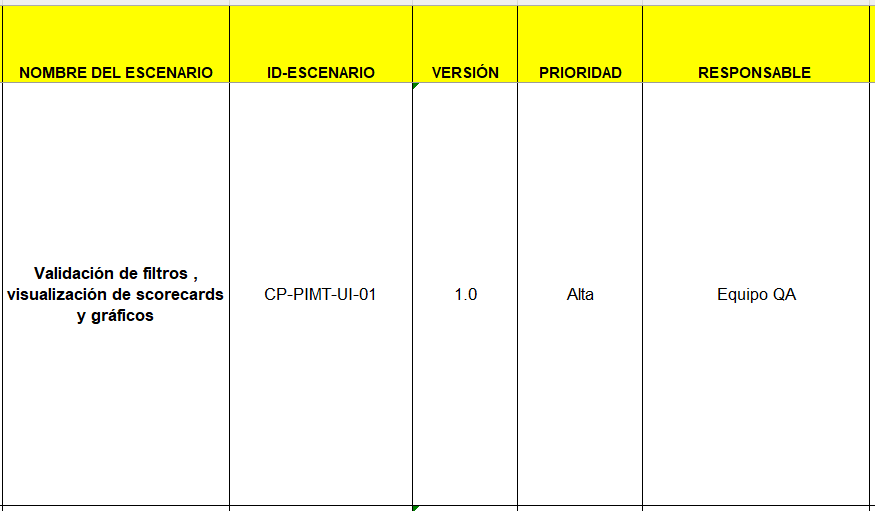 NOMBRE DEL ESCENARIO ID-ESCENARIO VERSIÓN PRIORIDAD RESPONSABLE
Validación de filtros ,
visualización de scorecards CP-PIMT-UI-01 1.0 Alta Equipo QA
y gráficos